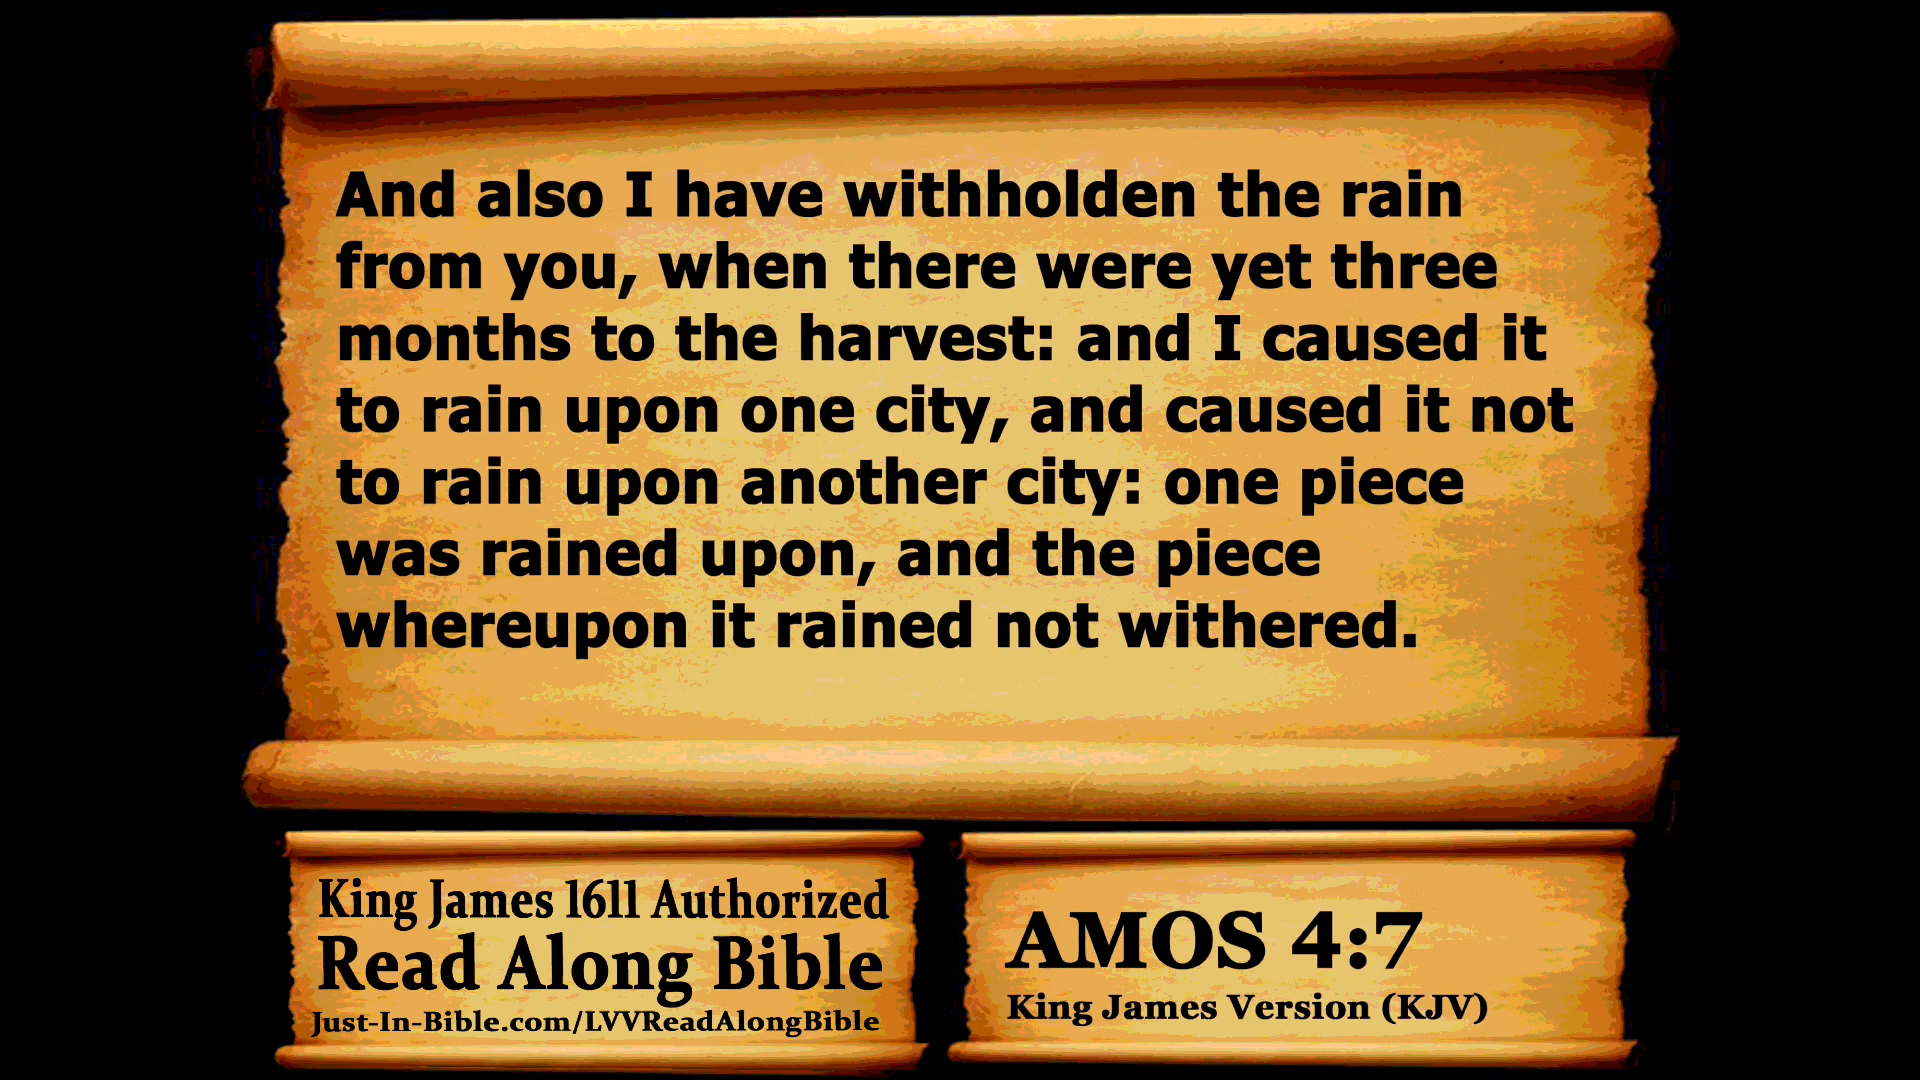 And also I have withholden the rain
from you, when there were yet three
months to the harvest: and I caused it
to rain upon one city, and caused it not
to rain upon another city: one piece
was rained upon, and the piece
whereupon it rained not withered.
King James 1611 Authorized
Read Along Bible
Just-In-Bible.com/LVVReadAlongBible
AMOS 4:7
King James Version (KJV)